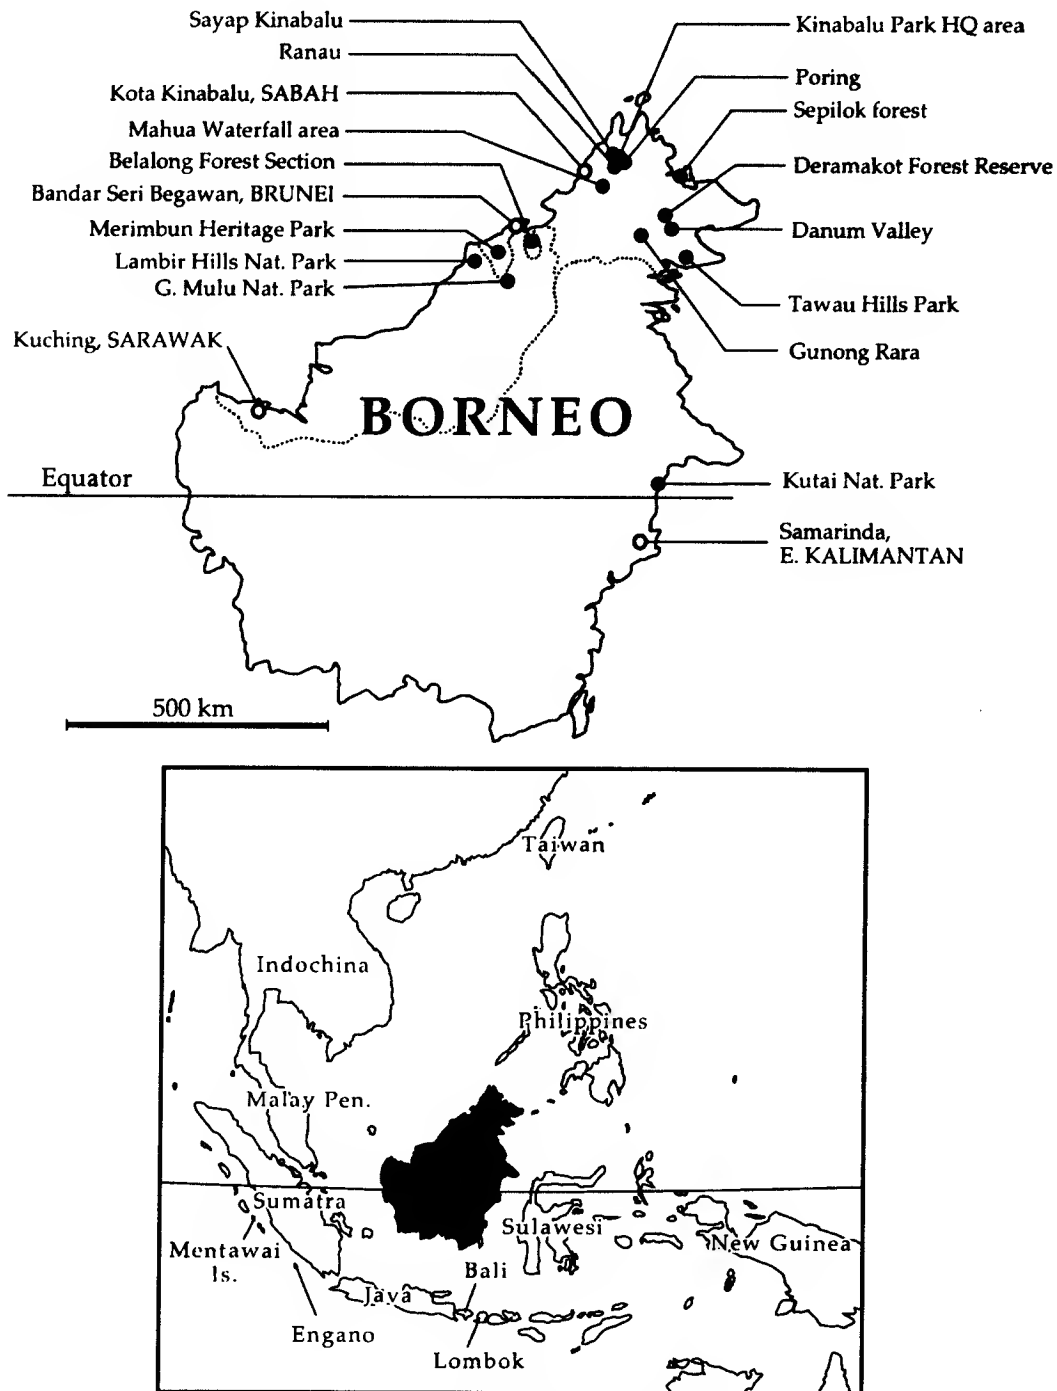 Sayap Kinabalu
Ranau
Kota Kinabalu, SABAH
Mahua Waterfall area
Belalong Forest Section
Bandar Seri Begawan, BRUNEI
Merimbun Heritage Park
Lambir Hills Nat. Park
G. Mulu Nat. Park
Kuching, SARAWAK
Kinabalu Park HQ area
Poring
Sepilok forest
Deramakot Forest Reserve
Danum Valley
Tawau Hills Park
Gunong Rara
BORNEO
Equator
Kutai Nat. Park
Samarinda,
E. KALIMANTAN
500 km
Taiwan
Indochina
Philippines
Malay Pen.
Sumatra
Sulawesi
New Guinea
Mentawai
Is.
Bali
Java
Engano
Lombok